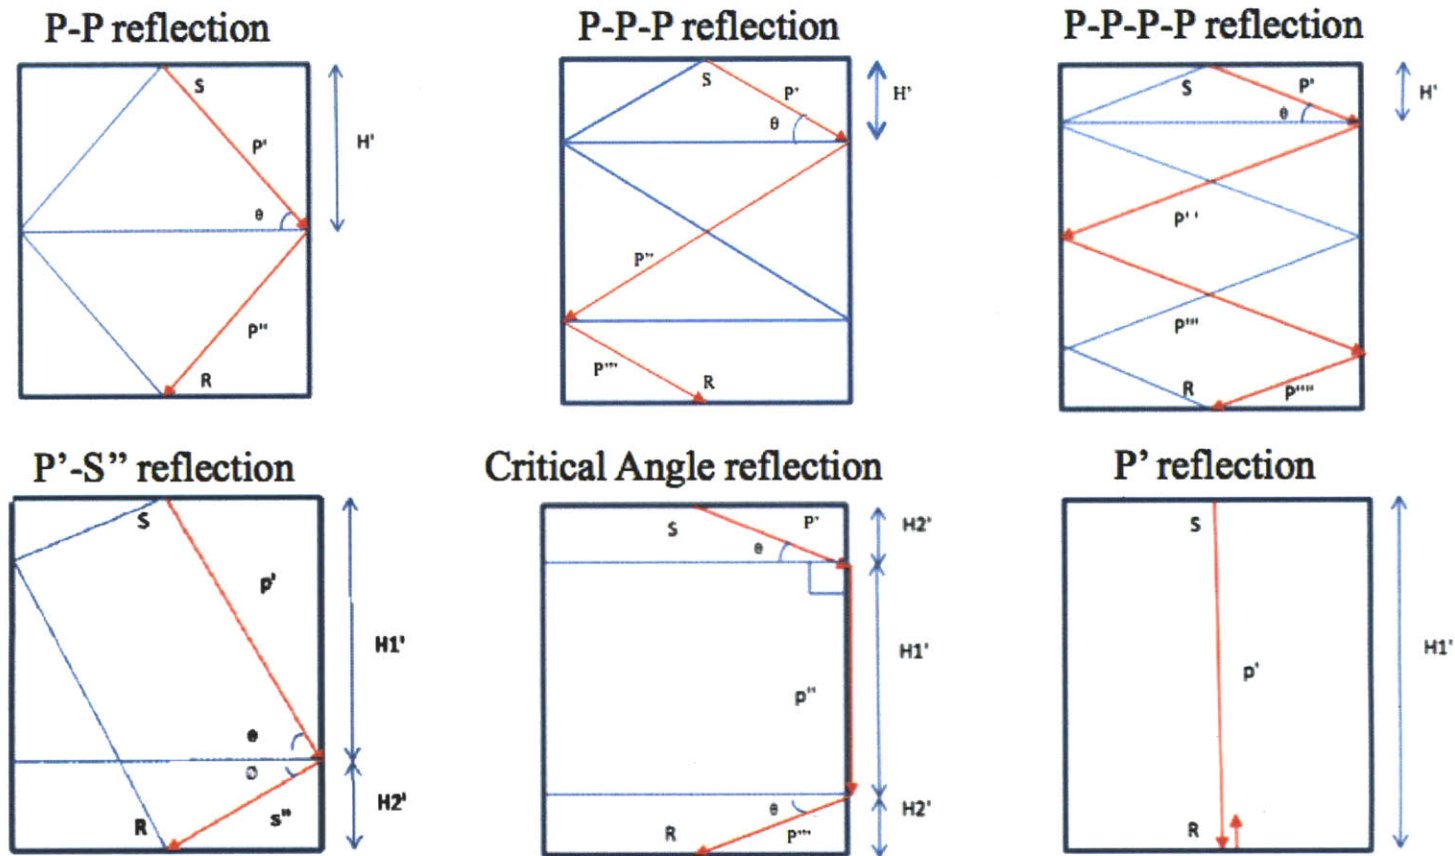 P-P reflection
S
P'
H'
θ
P''
R
P-P-P reflection
S
P'
H'
θ
P''
P'''
R
P-P-P-P reflection
S
P'
H'
θ
P' '
P'''
R
P''''
P'-S'' reflection
S
p'
H1'
θ
Ø
H2'
R
s''
Critical Angle reflection
S
P'
H2'
θ
H1'
p''
θ
H2'
R
P'''
P' reflection
S
H1'
p'
R